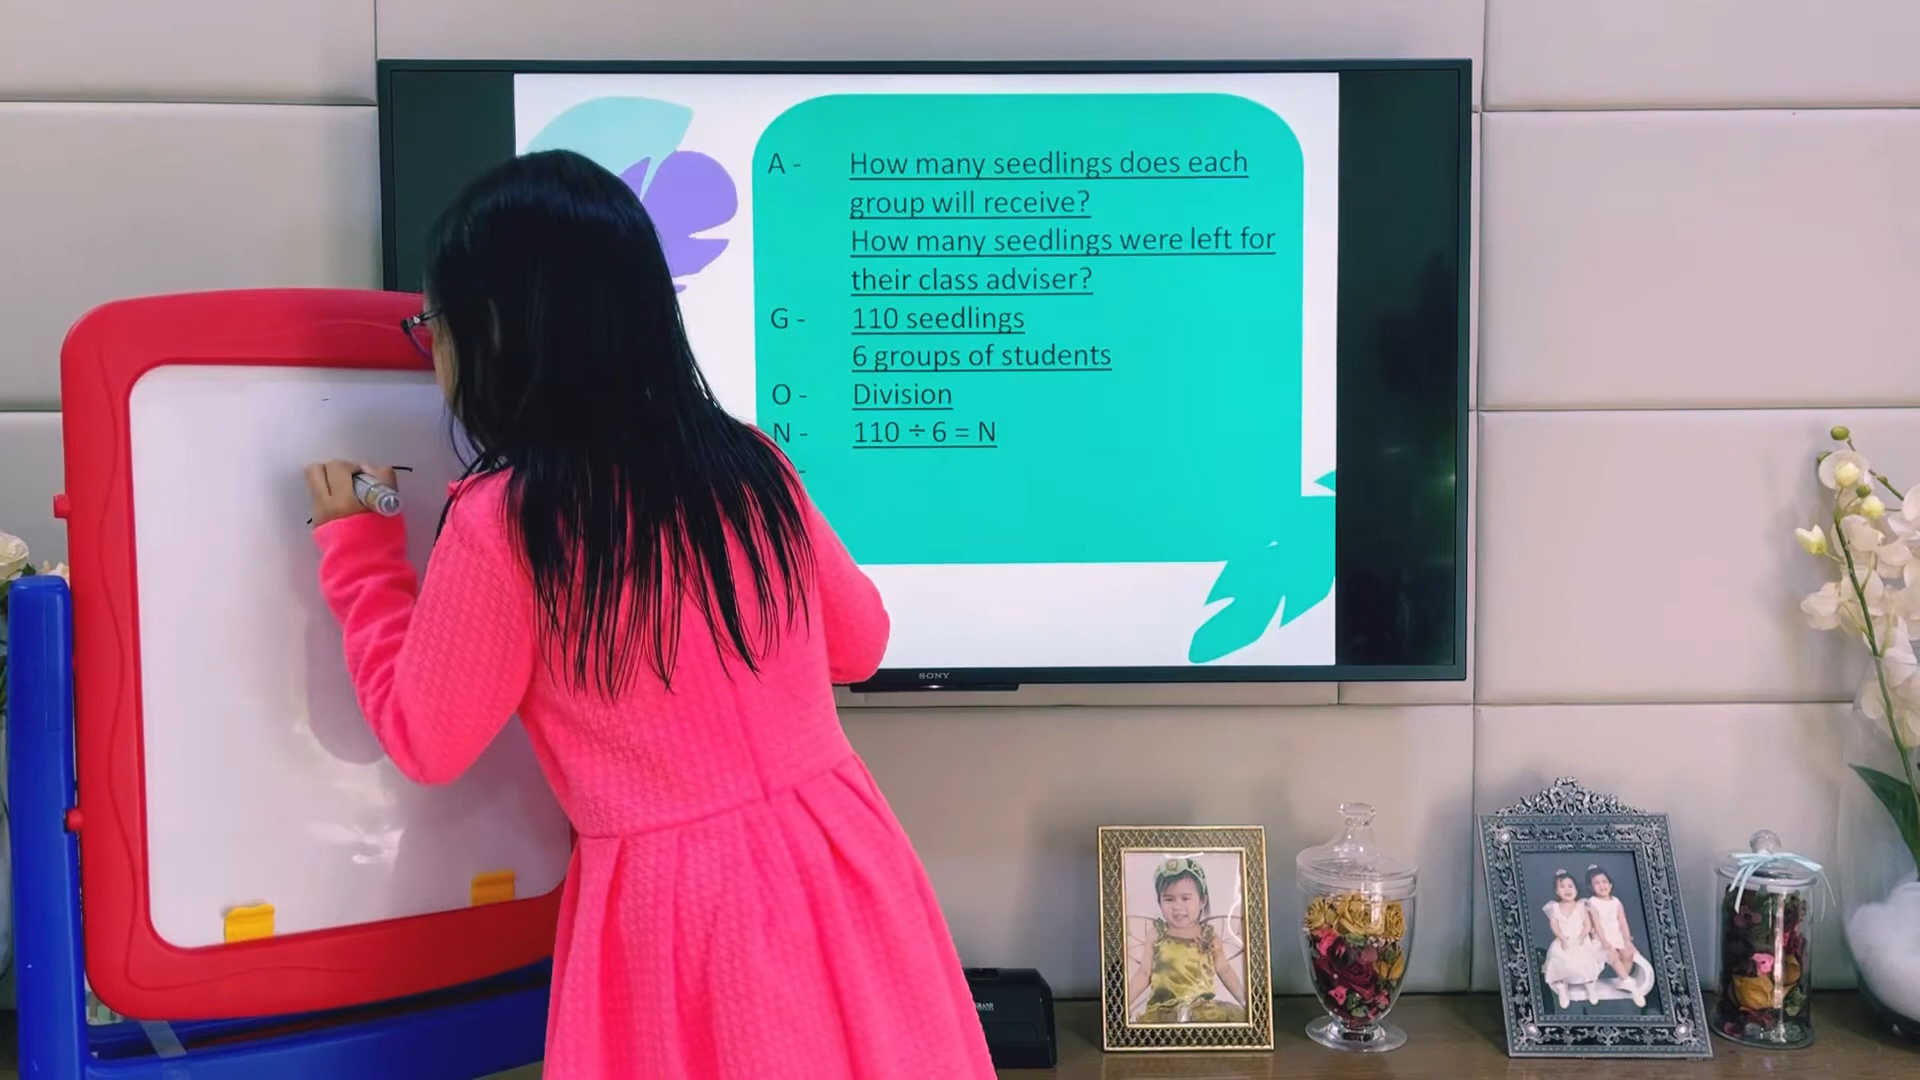 A - How many seedlings does each
group will receive?
How many seedlings were left for
their class adviser?
G - 110 seedlings
6 groups of students
O - Division
N - 110 ÷ 6 = N
-
SONY